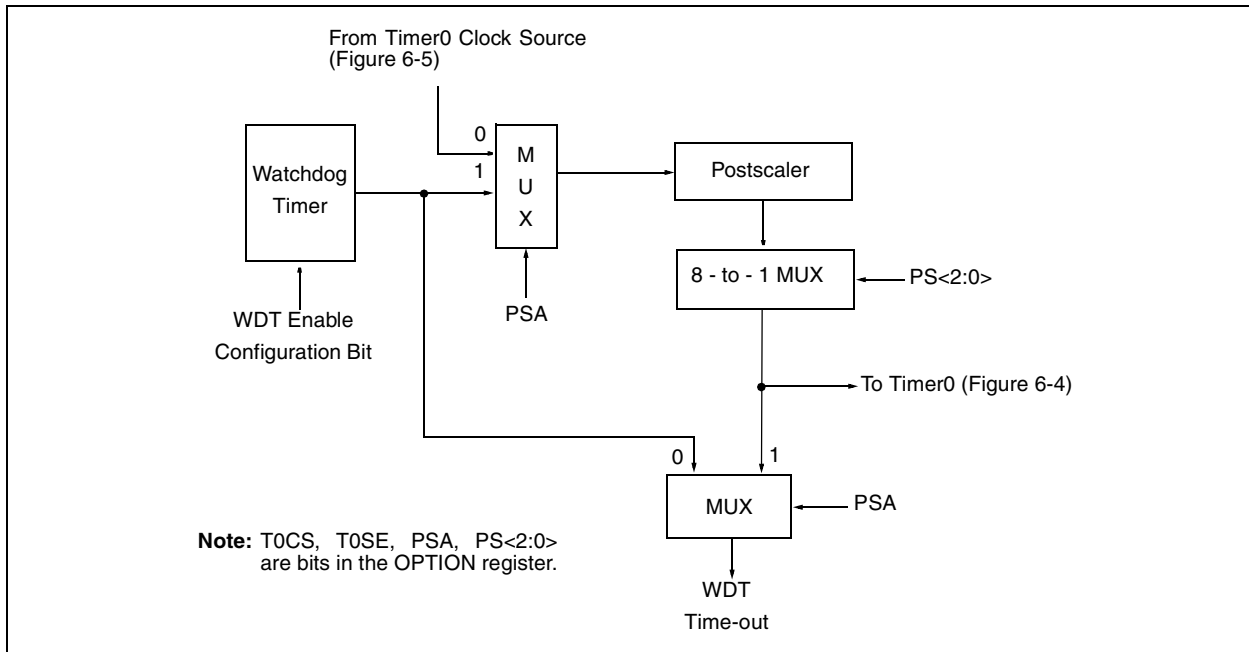 From Timer0 Clock Source
(Figure 6-5)
0
1
M
U
X
Watchdog
Timer
Postscaler
8 - to - 1 MUX
PS<2:0>
PSA
WDT Enable
Configuration Bit
To Timer0 (Figure 6-4)
0
1
MUX
PSA
Note: T0CS, T0SE, PSA, PS<2:0>
are bits in the OPTION register.
WDT
Time-out